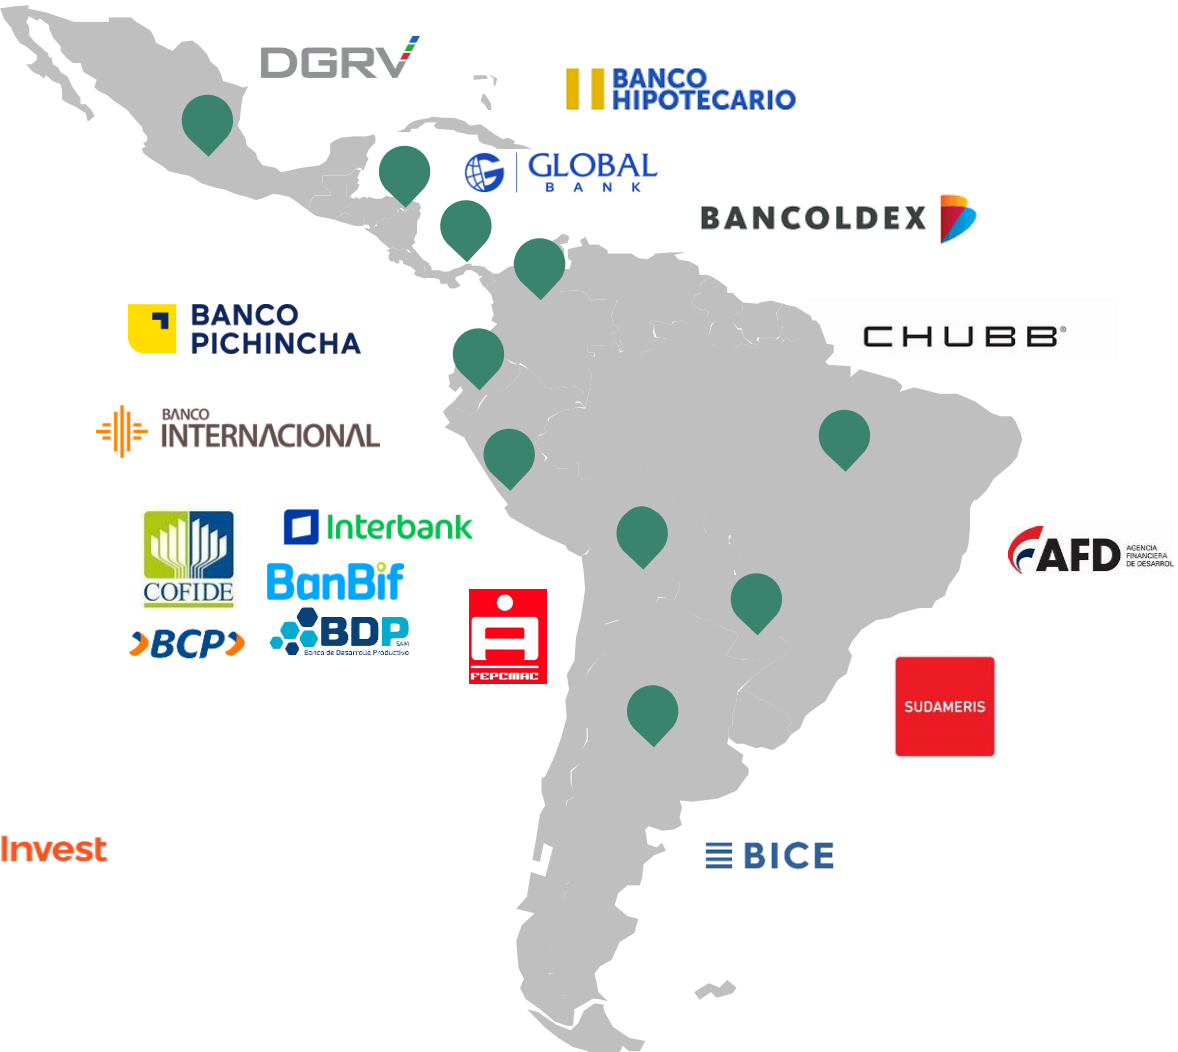 DGRV
BANCO
HIPOTECARIO
GLOBAL
BANK
BANCOLDEX
BANCO
PICHINCHA
CHUBB®
BANCO
INTERNACIONAL
COFIDE
Interbank
BanBif
BCP
BDP
SAM
Banco de Desarrollo Productivo
FEPCMAC
AFD
AGENCIA
FINANCIERA
DE DESARROL
SUDAMERIS
Invest
BICE